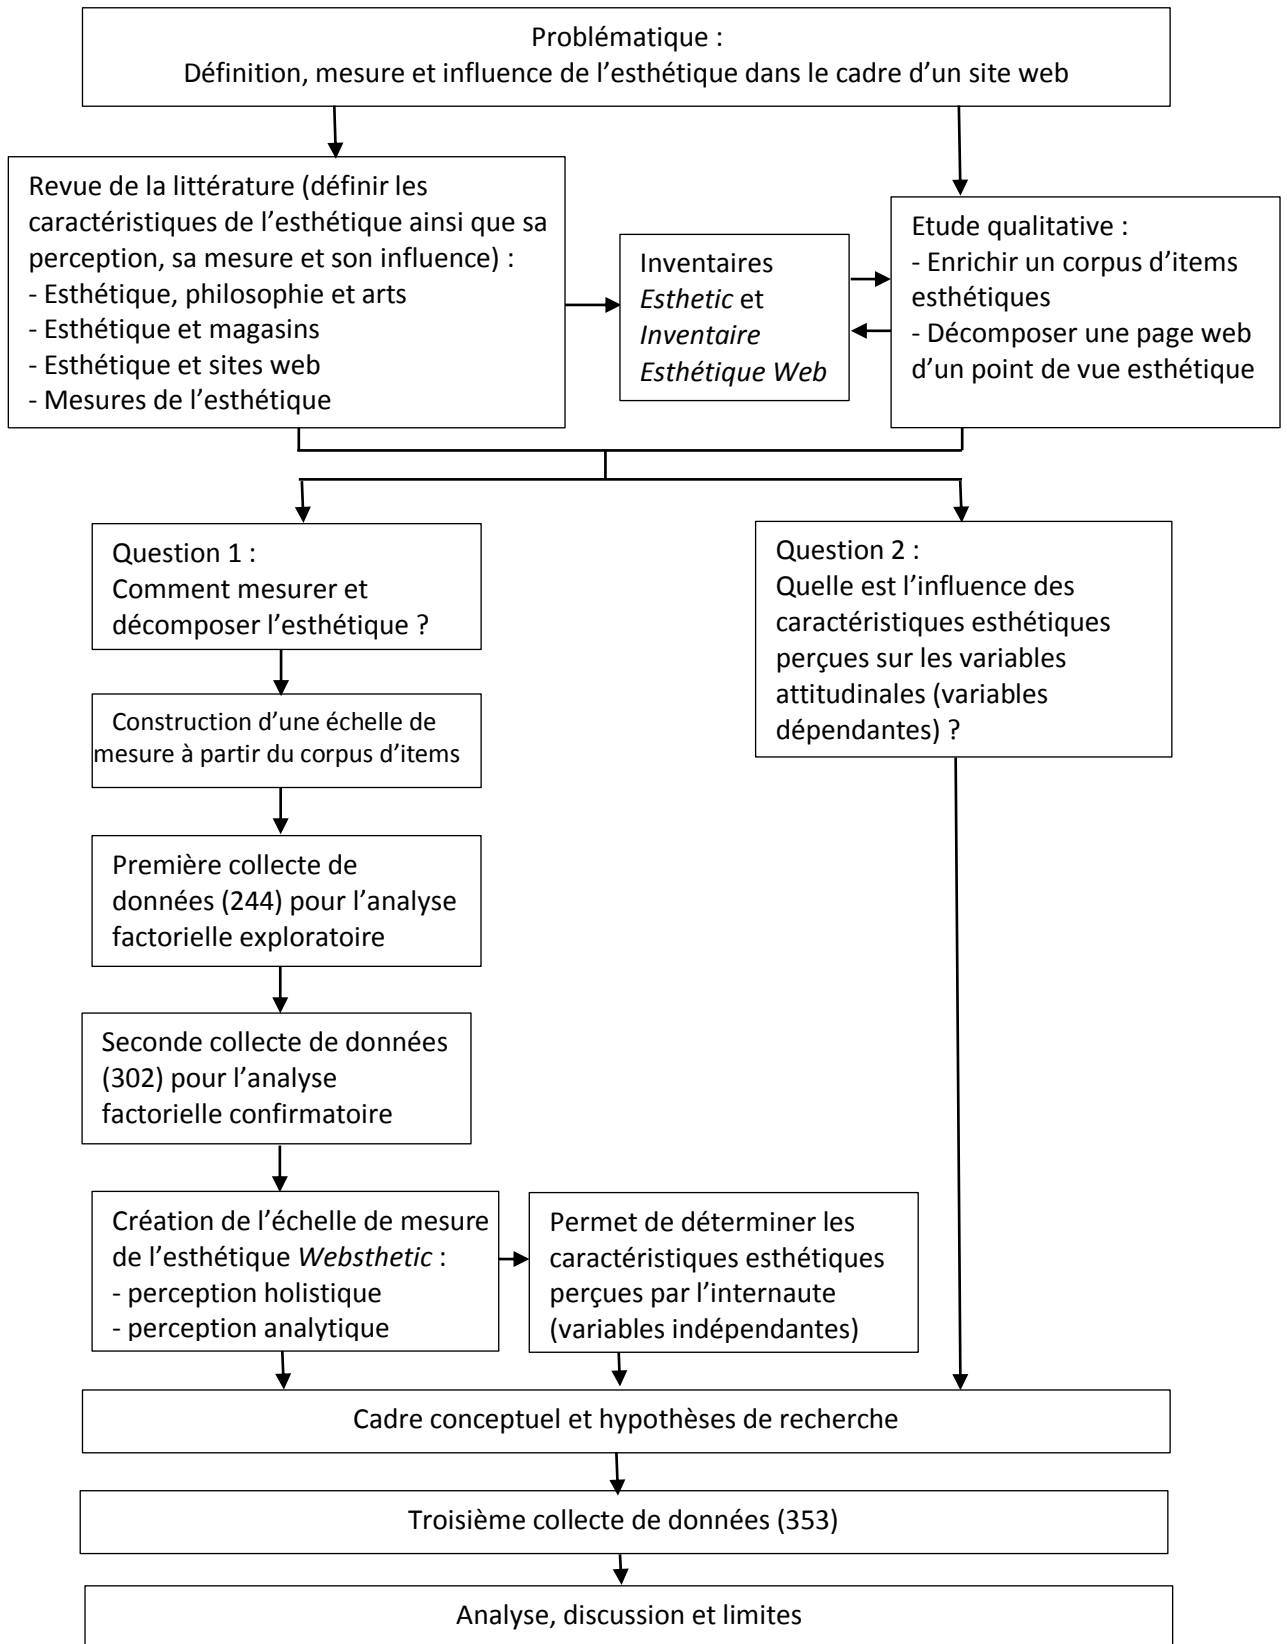 Problématique :
Définition, mesure et influence de l’esthétique dans le cadre d’un site web
Revue de la littérature (définir les
caractéristiques de l’esthétique ainsi que sa
perception, sa mesure et son influence) :
- Esthétique, philosophie et arts
- Esthétique et magasins
- Esthétique et sites web
- Mesures de l’esthétique
Inventaires
Esthetic et
Inventaire
Esthétique Web
Etude qualitative :
- Enrichir un corpus d’items
esthétiques
- Décomposer une page web
d’un point de vue esthétique
Question 1 :
Comment mesurer et
décomposer l’esthétique ?
Question 2 :
Quelle est l’influence des
caractéristiques esthétiques
perçues sur les variables
attitudinales (variables
dépendantes) ?
Construction d’une échelle de
mesure à partir du corpus d’items
Première collecte de
données (244) pour l’analyse
factorielle exploratoire
Seconde collecte de données
(302) pour l’analyse
factorielle confirmatoire
Création de l’échelle de mesure
de l’esthétique Websthetic :
- perception holistique
- perception analytique
Permet de déterminer les
caractéristiques esthétiques
perçues par l’internaute
(variables indépendantes)
Cadre conceptuel et hypothèses de recherche
Troisième collecte de données (353)
Analyse, discussion et limites